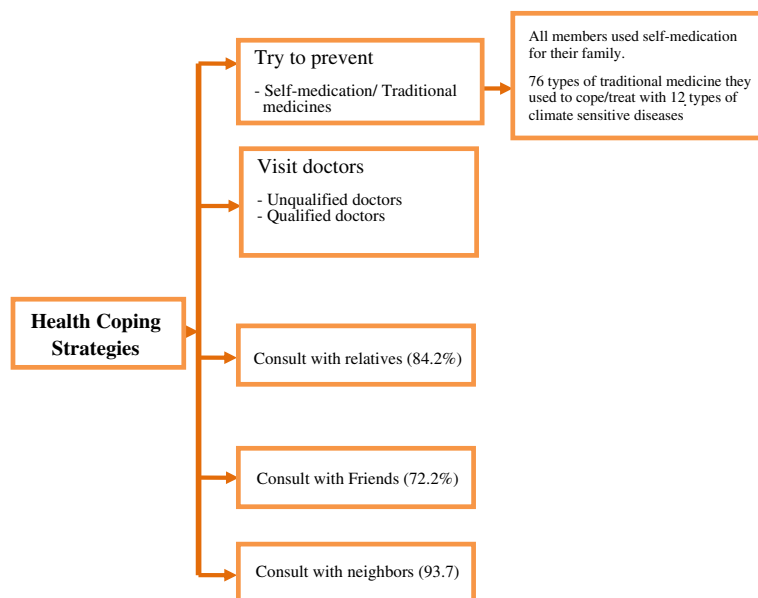 Try to prevent
- Self-medication/ Traditional
medicines
All members used self-medication
for their family.
76 types of traditional medicine they
used to cope/treat with 12 types of
climate sensitive diseases
Visit doctors
- Unqualified doctors
- Qualified doctors
Health Coping
Strategies
Consult with relatives (84.2%)
Consult with Friends (72.2%)
Consult with neighbors (93.7)